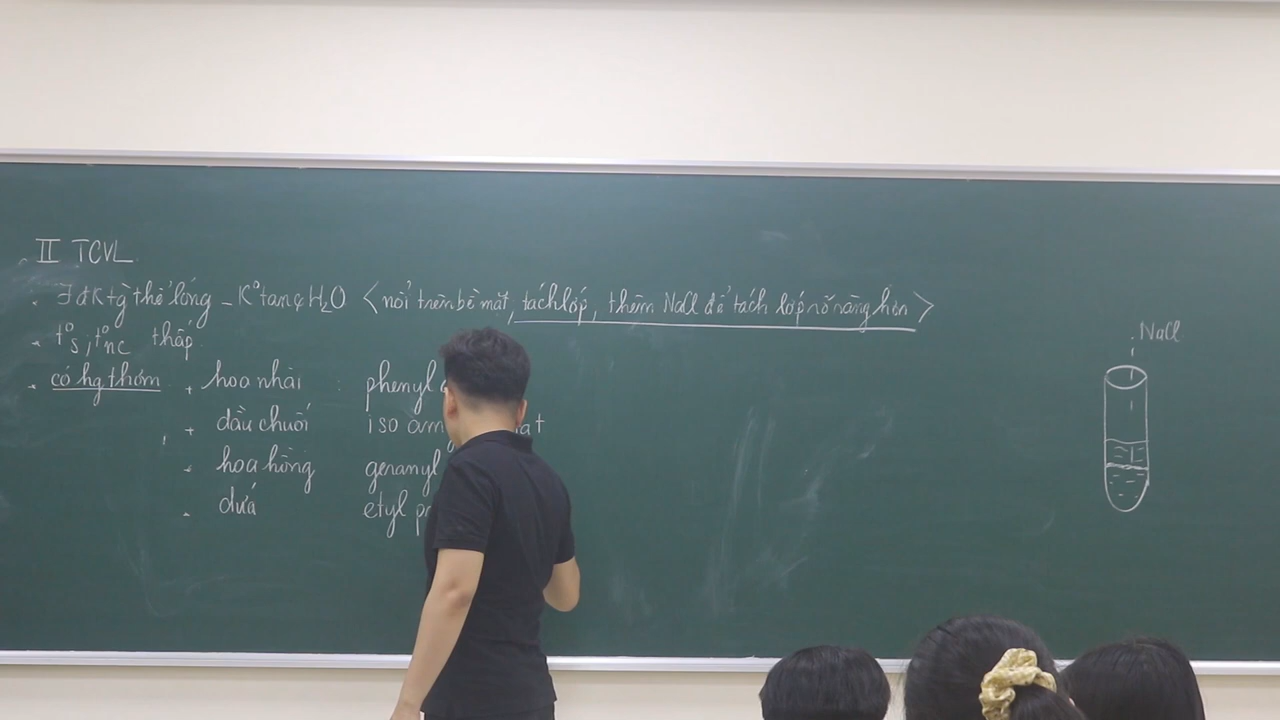 II TCVL
∃ đk tg thể lỏng _ K° tan ¢ H₂O <nổi trên bề mặt, tách lớp, thêm NaCl để tách lớp rõ ràng hơn>
t°s, t°nc thấp
có hg thơm + hoa nhài : phenyl
+ dầu chuối iso am
hoa hồng geranyl
dứa etyl
NaCl